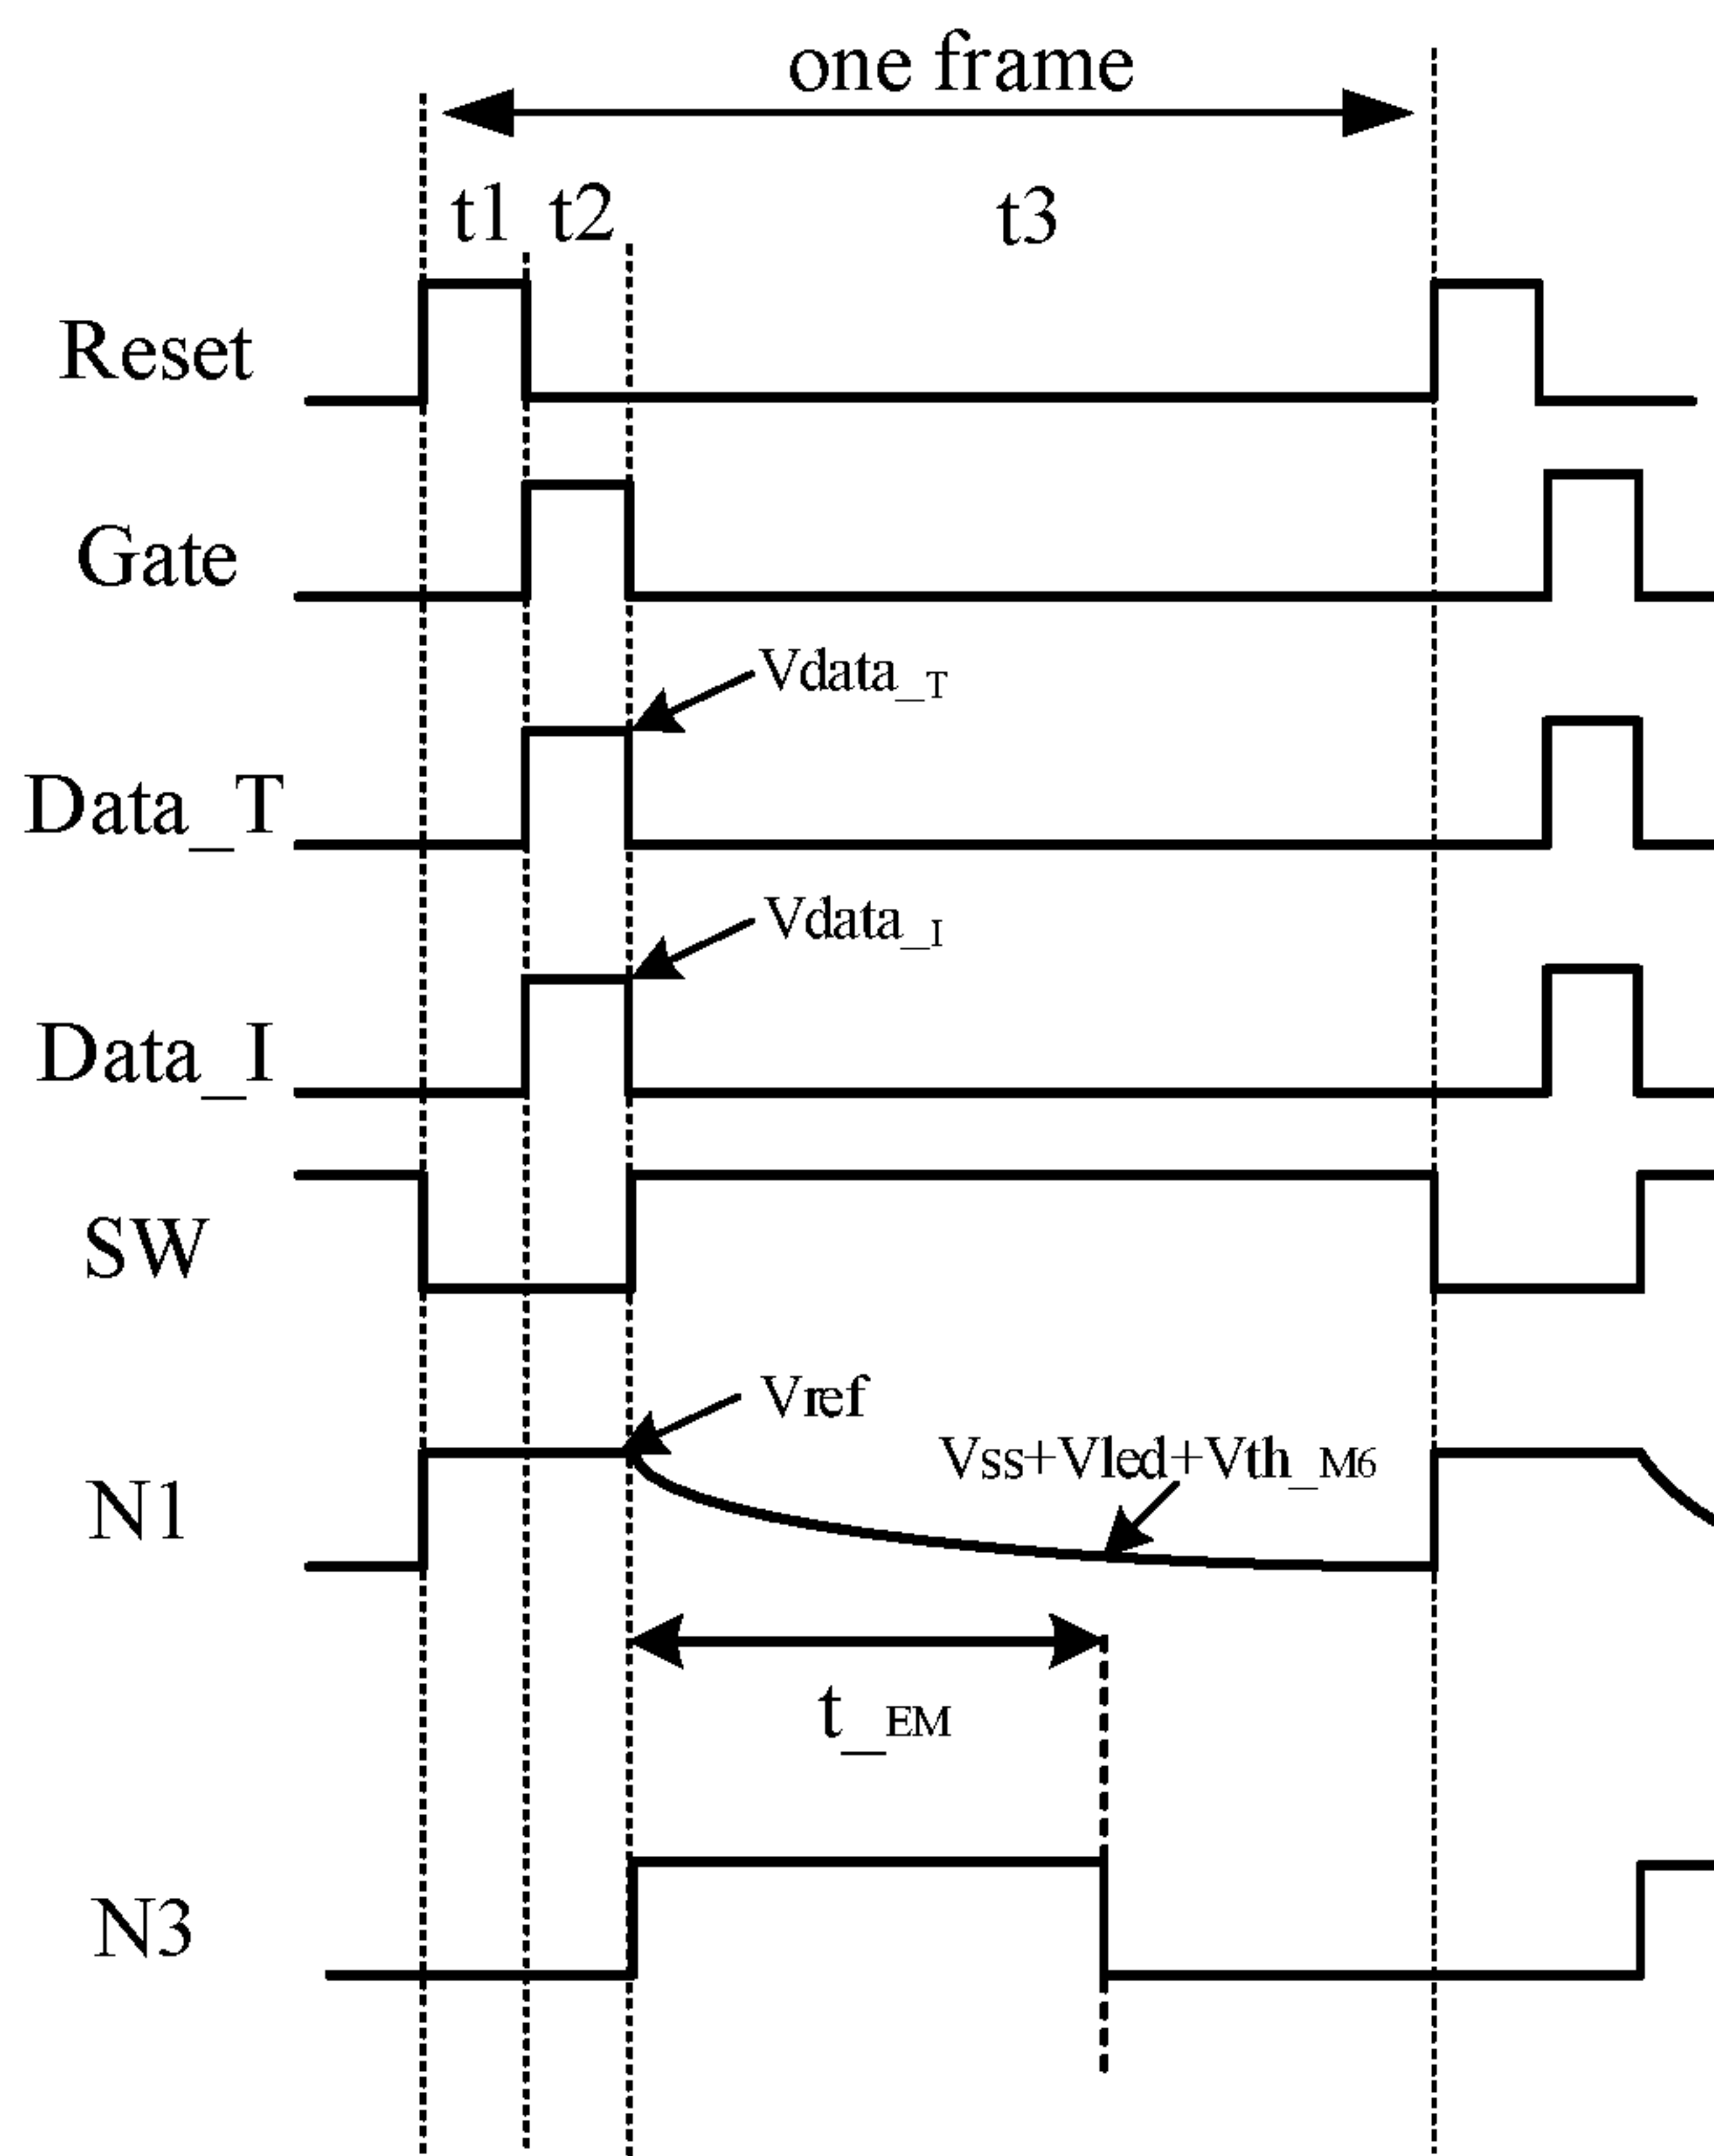 one frame
t1 t2 t3
Reset
Gate
Vdata_T
Data_T
Vdata_I
Data_I
SW
Vref
Vss+Vled+Vth_M6
N1
t_EM
N3